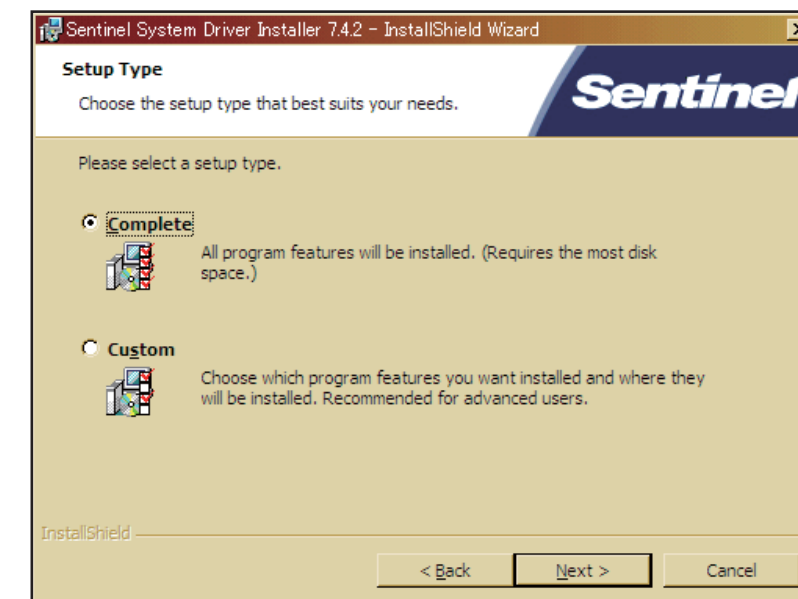 Sentinel System Driver Installer 7.4.2 - InstallShield Wizard
Setup Type
Choose the setup type that best suits your needs.
Sentinel
Please select a setup type.
Complete
All program features will be installed. (Requires the most disk
space.)
Custom
Choose which program features you want installed and where they
will be installed. Recommended for advanced users.
InstallShield
< Back
Next >
Cancel